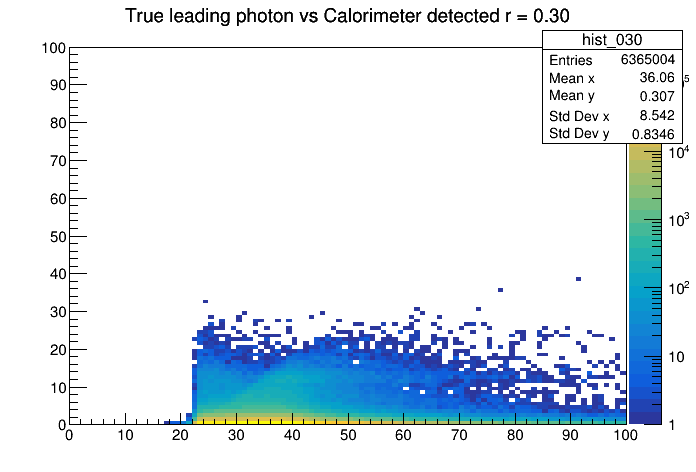 True leading photon vs Calorimeter detected r = 0.30
hist_030
Entries 6365004
Mean x 36.06
Mean y 0.307
Std Dev x 8.542
Std Dev y 0.8346
100
90
80
70
60
50
40
30
20
10
0
0 10 20 30 40 50 60 70 80 90 100
5
10⁴
10³
10²
10
1